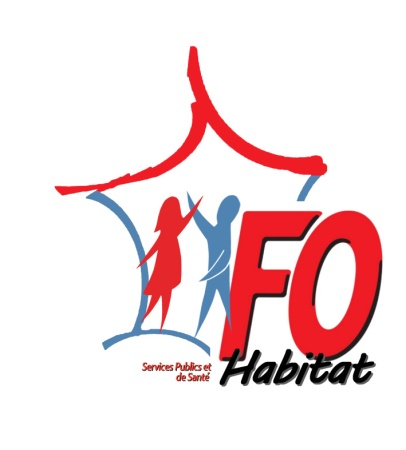 FO
Habitat
Services Publics et
de Santé